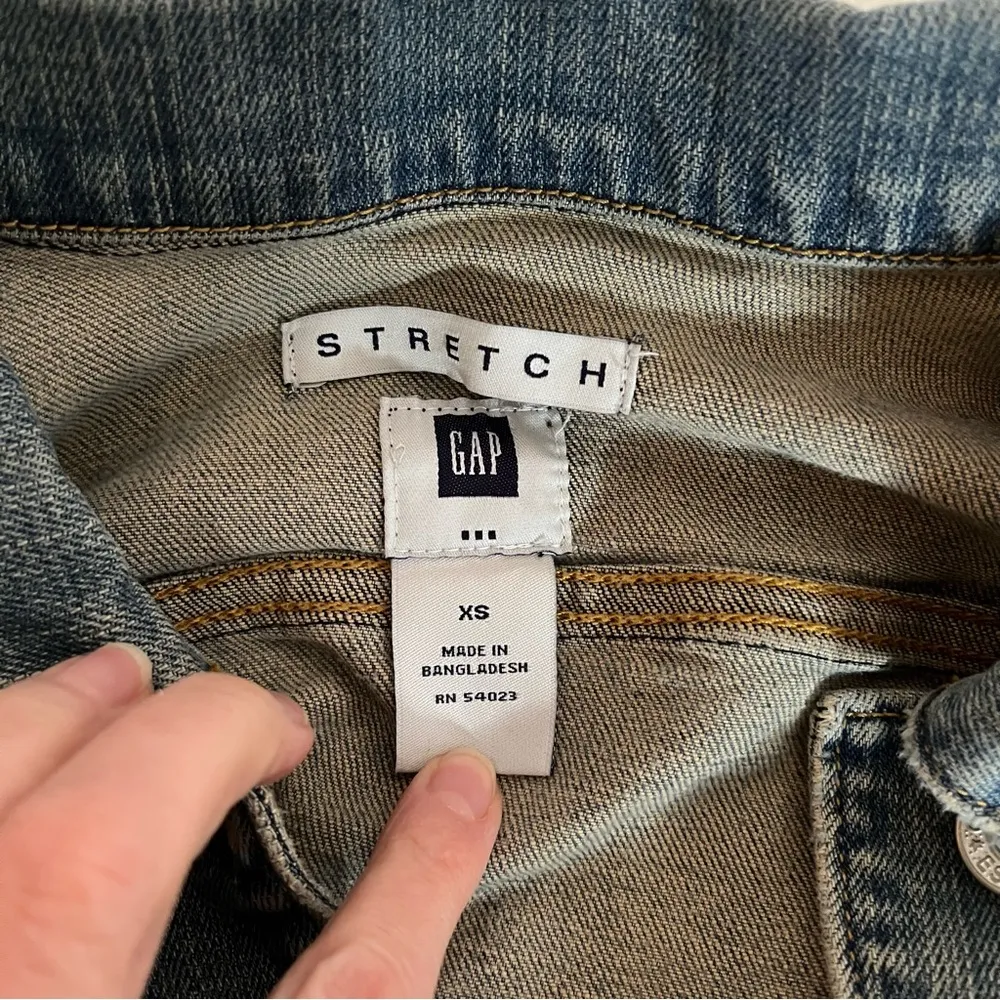 STRETCH
GAP
XS
MADE IN
BANGLADESH
RN 54023